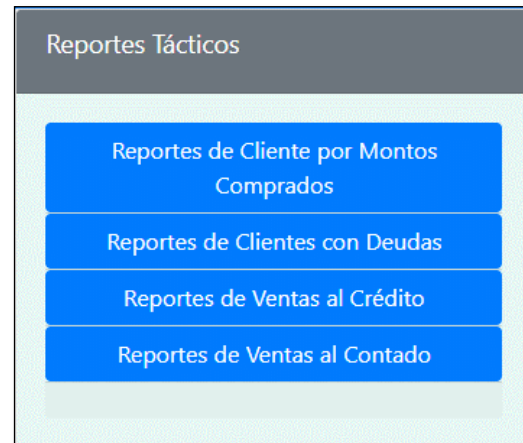 Reportes Tácticos
Reportes de Cliente por Montos
Comprados
Reportes de Clientes con Deudas
Reportes de Ventas al Crédito
Reportes de Ventas al Contado